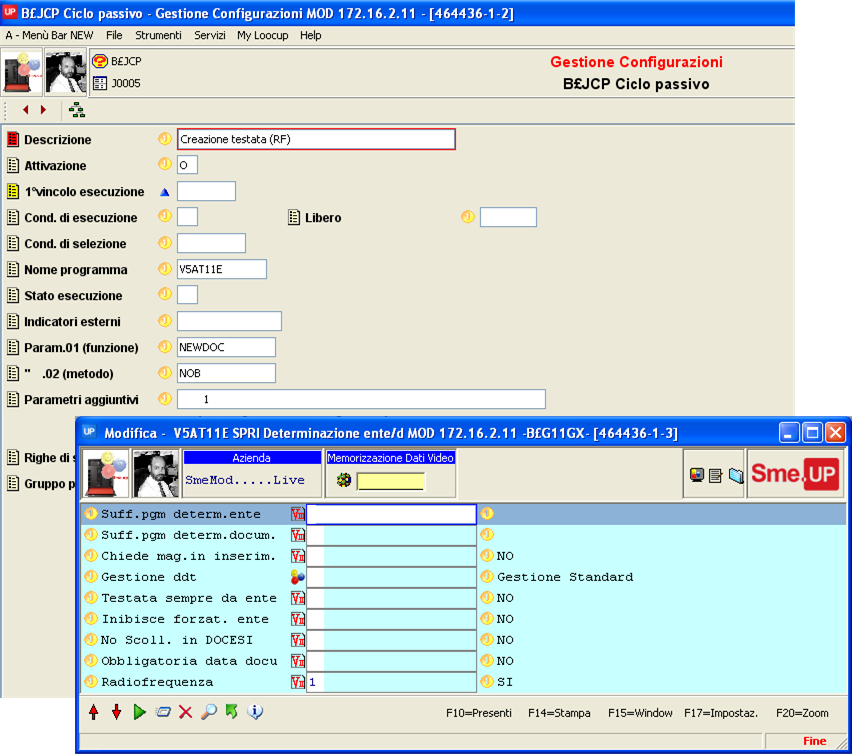 UP B£JCP Ciclo passivo - Gestione Configurazioni MOD 172.16.2.11 - [464436-1-2]
A - Menù Bar NEW File Strumenti Servizi My Loocup Help
B£JCP
J0005
Gestione Configurazioni
B£JCP Ciclo passivo
Descrizione Creazione testata (RF)
Attivazione O
1°vincolo esecuzione
Cond. di esecuzione Libero
Cond. di selezione
Nome programma V5AT11E
Stato esecuzione
Indicatori esterni
Param.01 (funzione) NEWDOC
" .02 (metodo) NOB
Parametri aggiuntivi 1
Righe di s
Gruppo p
UP Modifica - V5AT11E SPRI Determinazione ente/d MOD 172.16.2.11 -B£G11GX- [464436-1-3]
Azienda
SmeMod.....Live
Memorizzazione Dati Video
Sme.UP
Suff.pgm determ.ente
Suff.pgm determ.docum.
Chiede mag.in inserim. NO
Gestione ddt Gestione Standard
Testata sempre da ente NO
Inibisce forzat. ente NO
No Scoll. in DOCESI NO
Obbligatoria data docu NO
Radiofrequenza 1 SI
F10=Presenti F14=Stampa F15=Window F17=Impostaz. F20=Zoom
Fine